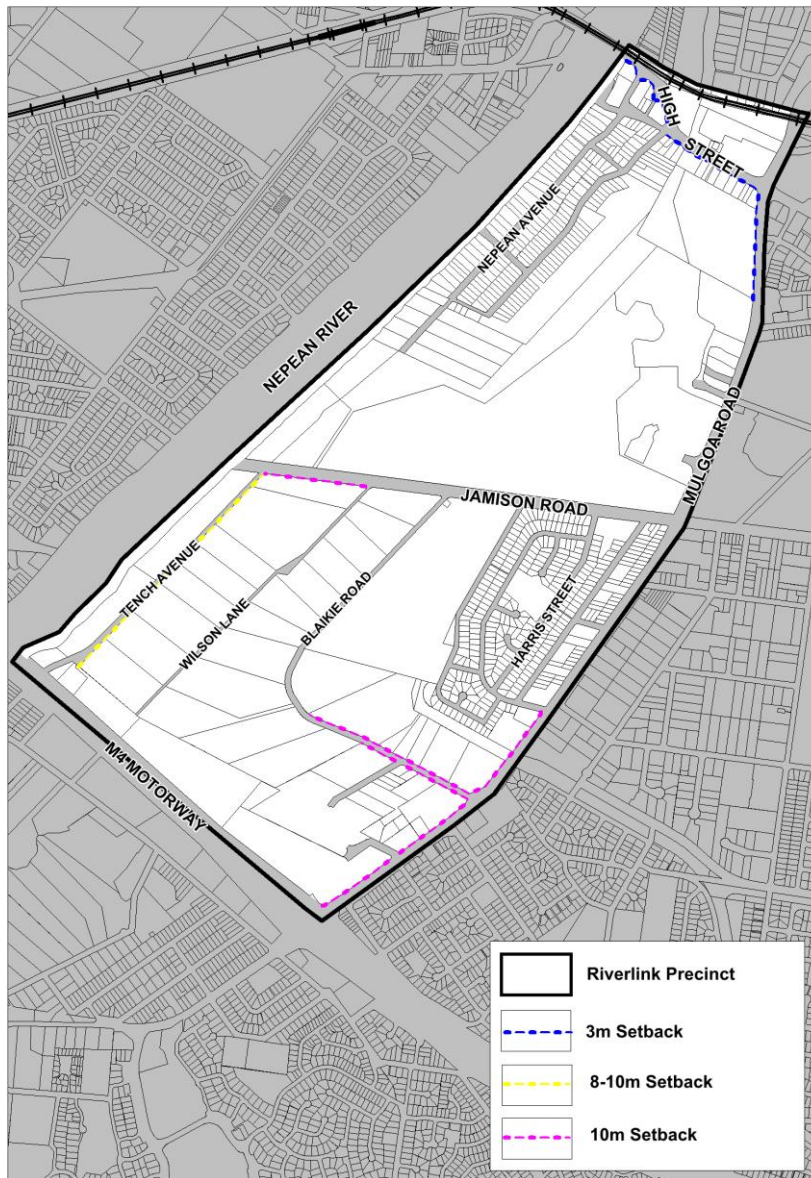 HIGH
STREET
NEPEAN AVENUE
NEPEAN RIVER
MULGOA ROAD
JAMISON ROAD
TENCH AVENUE
WILSON LANE
BLAIKIE ROAD
HARRIS STREET
M4 MOTORWAY
Riverlink Precinct
3m Setback
8-10m Setback
10m Setback